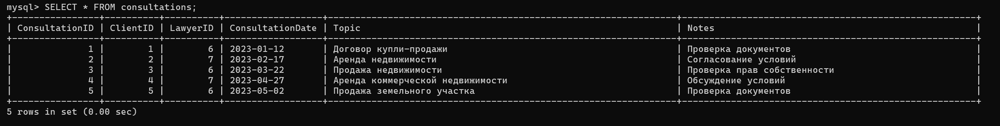 mysql> SELECT * FROM consultations;
+----------------+----------+----------+------------------+----------------------------------------------------------------+------------------------------------------------------+
| ConsultationID | ClientID | LawyerID | ConsultationDate | Topic                                                          | Notes                                                |
+----------------+----------+----------+------------------+----------------------------------------------------------------+------------------------------------------------------+
|              1 |        1 |        6 | 2023-01-12       | Договор купли-продажи                                          | Проверка документов                                  |
|              2 |        2 |        7 | 2023-02-17       | Аренда недвижимости                                            | Согласование условий                                 |
|              3 |        3 |        6 | 2023-03-22       | Продажа недвижимости                                           | Проверка прав собственности                          |
|              4 |        4 |        7 | 2023-04-27       | Аренда коммерческой недвижимости                               | Обсуждение условий                                   |
|              5 |        5 |        6 | 2023-05-02       | Продажа земельного участка                                     | Проверка документов                                  |
+----------------+----------+----------+------------------+----------------------------------------------------------------+------------------------------------------------------+
5 rows in set (0.00 sec)